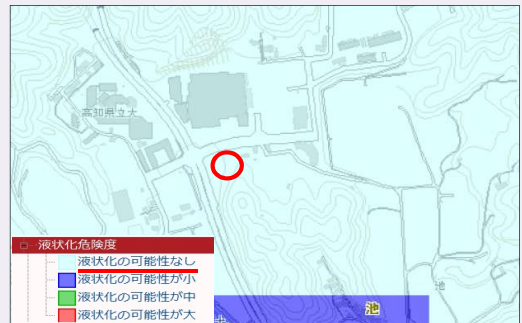 高知県立大
液状化危険度
液状化の可能性なし
液状化の可能性が小
液状化の可能性が中
液状化の可能性が大
池
池